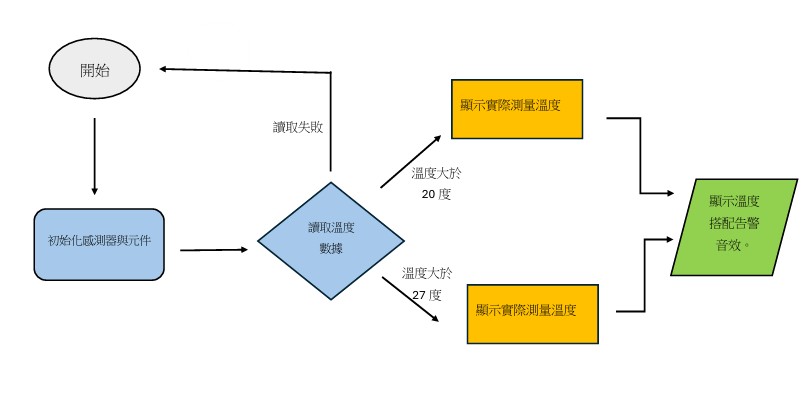 開始
讀取失敗
顯示實際測量溫度
溫度大於
20 度
初始化感測器與元件
讀取溫度
數據
顯示溫度
搭配告警
音效。
溫度大於
27 度
顯示實際測量溫度